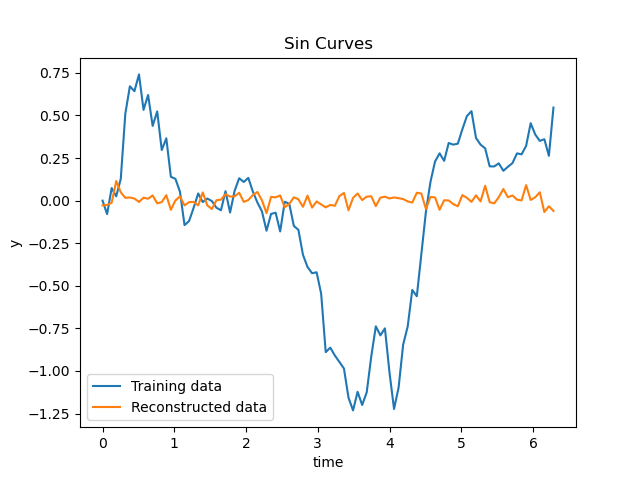 Sin Curves
y
0.75
0.50
0.25
0.00
−0.25
−0.50
−0.75
−1.00
−1.25
Training data
Reconstructed data
0 1 2 3 4 5 6
time